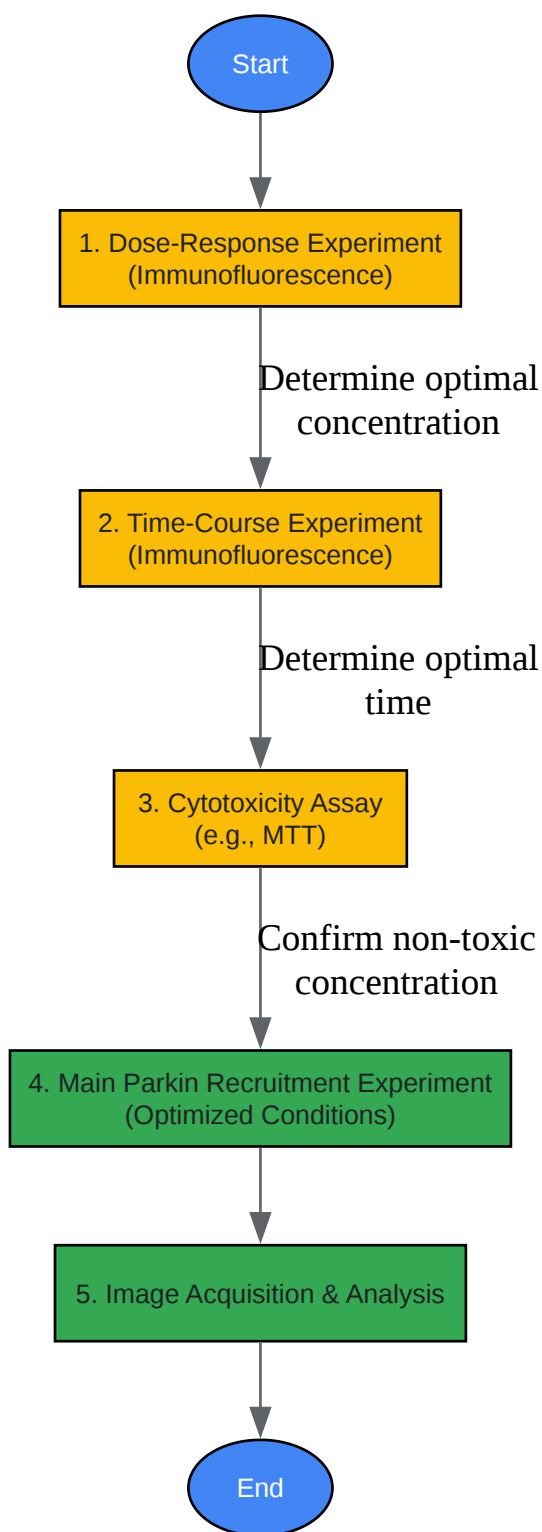 Start
1. Dose-Response Experiment
(Immunofluorescence)
Determine optimal
concentration
2. Time-Course Experiment
(Immunofluorescence)
Determine optimal
time
3. Cytotoxicity Assay
(e.g., MTT)
Confirm non-toxic
concentration
4. Main Parkin Recruitment Experiment
(Optimized Conditions)
5. Image Acquisition & Analysis
End